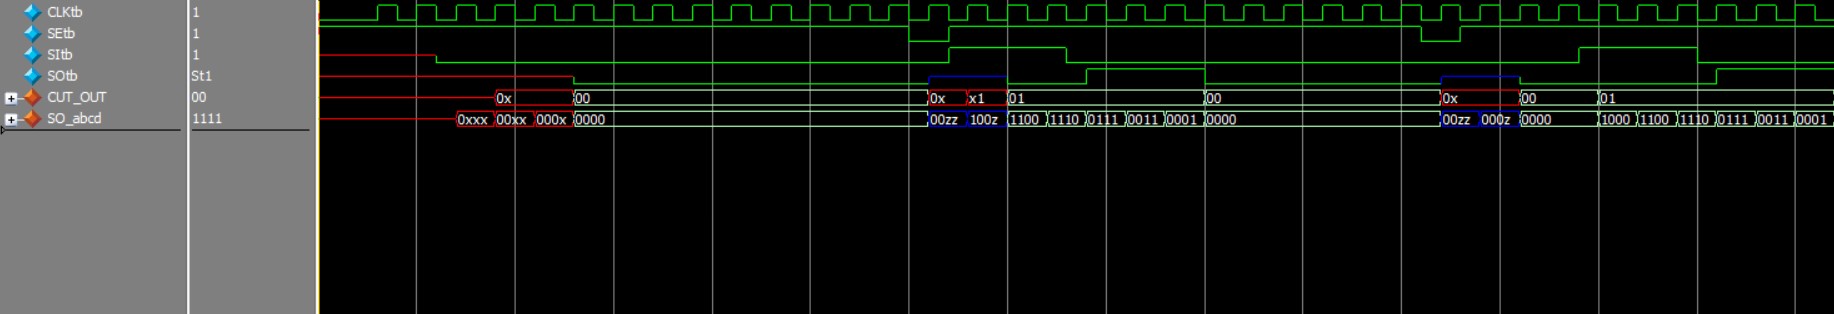 CLKtb 1
SEtb 1
SItb 1
SOtb St1
CUT_OUT 00 0x 00 0x x1 01 00 0x 00 01
SO_abcd 1111 0xxx 00xx 000x 0000 00zz 100z 1100 1110 0111 0011 0001 0000 00zz 000z 0000 1000 1100 1110 0111 0011 0001